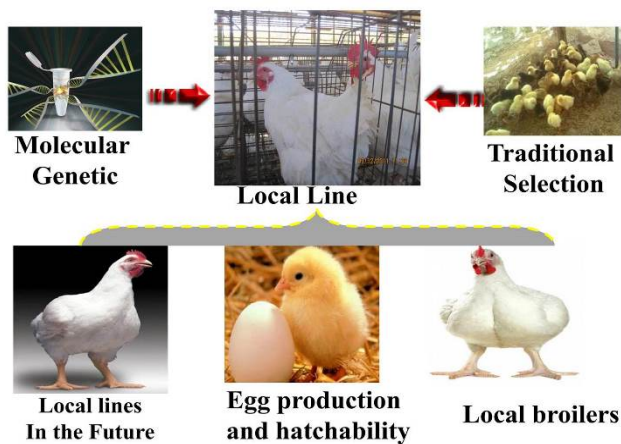 Molecular
Genetic
Local Line
Traditional
Selection
Local lines
In the Future
Egg production
and hatchability
Local broilers